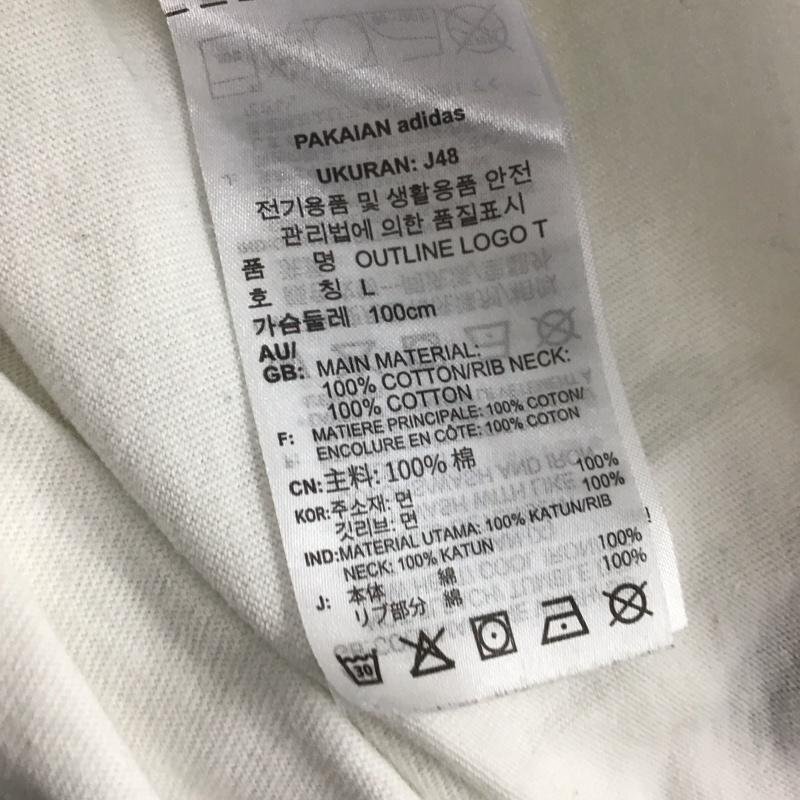 PAKAIAN adidas
UKURAN: J48
전기용품 및 생활용품 안전
관리법에 의한 품질표시
품 명 OUTLINE LOGO T
호 칭 L
가슴둘레 100cm
AU/
GB: MAIN MATERIAL:
100% COTTON/RIB NECK:
100% COTTON
F: MATIERE PRINCIPALE: 100% COTON/
ENCOLURE EN CÔTE: 100% COTON
CN: 主料: 100% 棉
KOR: 주소재: 면 100%
깃리브: 면 100%
IND: MATERIAL UTAMA: 100% KATUN/RIB
NECK: 100% KATUN
J: 本体 綿 100%
リブ部分 綿 100%
30